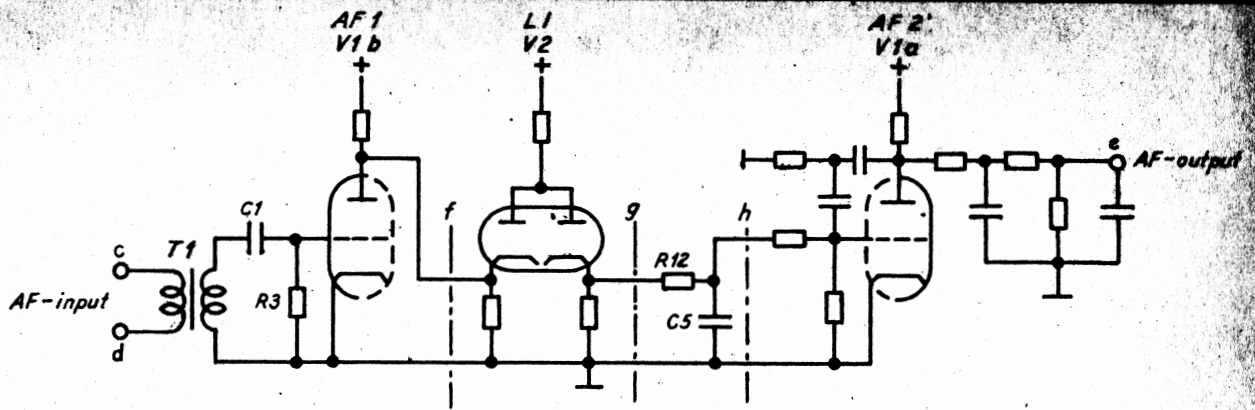 AF 1
V1 b
+
L1
V2
+
AF 2'
V1a
+
e
AF-output
f
g
h
C1
T1
c
R12
R3
AF-input
C5
d